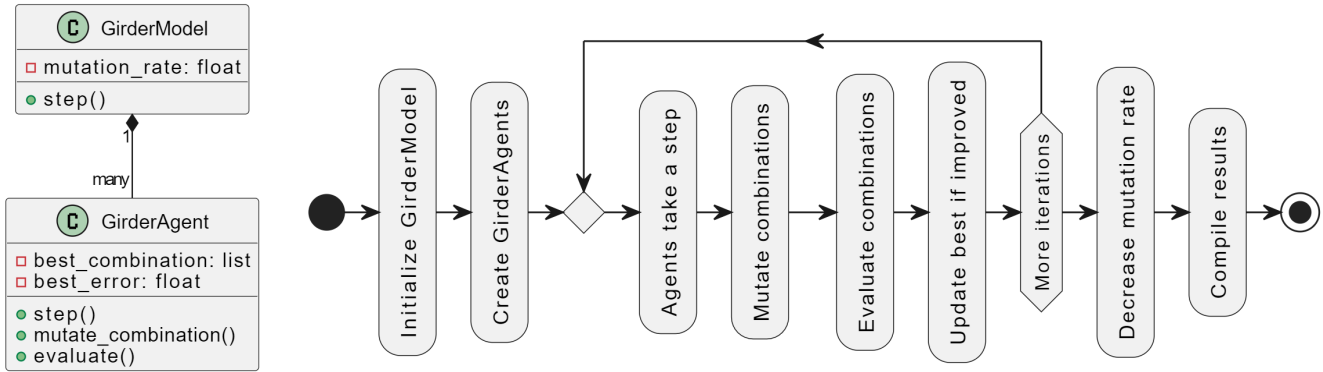 C GirderModel
mutation_rate: float
step()
1
many
C GirderAgent
best_combination: list
best_error: float
step()
mutate_combination()
evaluate()
Initialize GirderModel
Create GirderAgents
Agents take a step
Mutate combinations
Evaluate combinations
Update best if improved
More iterations
Decrease mutation rate
Compile results